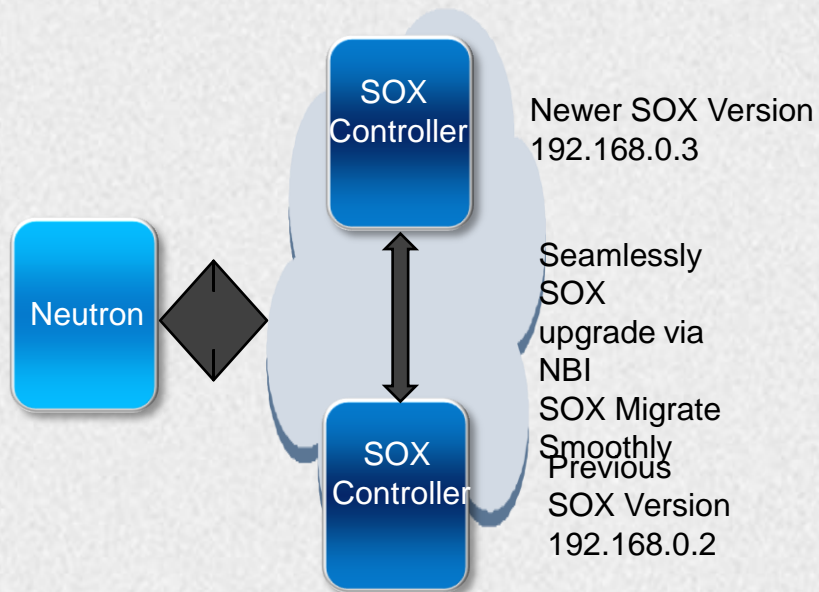 SOX
Controller
Newer SOX Version
192.168.0.3
Neutron
Seamlessly
SOX
upgrade via
NBI
SOX Migrate
Smoothly
SOX
Controller
Previous
SOX Version
192.168.0.2